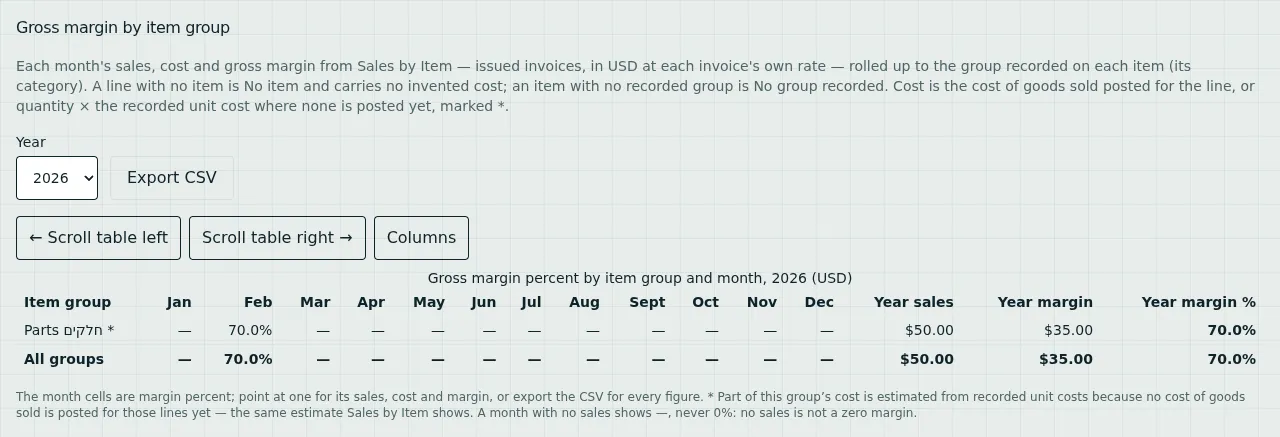 Gross margin by item group
Each month's sales, cost and gross margin from Sales by Item — issued invoices, in USD at each invoice's own rate — rolled up to the group recorded on each item (its
category). A line with no item is No item and carries no invented cost; an item with no recorded group is No group recorded. Cost is the cost of goods sold posted for the line, or
quantity × the recorded unit cost where none is posted yet, marked *.
Year
2026 Export CSV
← Scroll table left Scroll table right → Columns
Gross margin percent by item group and month, 2026 (USD)
Item group Jan Feb Mar Apr May Jun Jul Aug Sept Oct Nov Dec Year sales Year margin Year margin %
Parts חלקים * — 70.0% — — — — — — — — — — $50.00 $35.00 70.0%
All groups — 70.0% — — — — — — — — — — $50.00 $35.00 70.0%
The month cells are margin percent; point at one for its sales, cost and margin, or export the CSV for every figure. * Part of this group’s cost is estimated from recorded unit costs because no cost of goods
sold is posted for those lines yet — the same estimate Sales by Item shows. A month with no sales shows —, never 0%: no sales is not a zero margin.